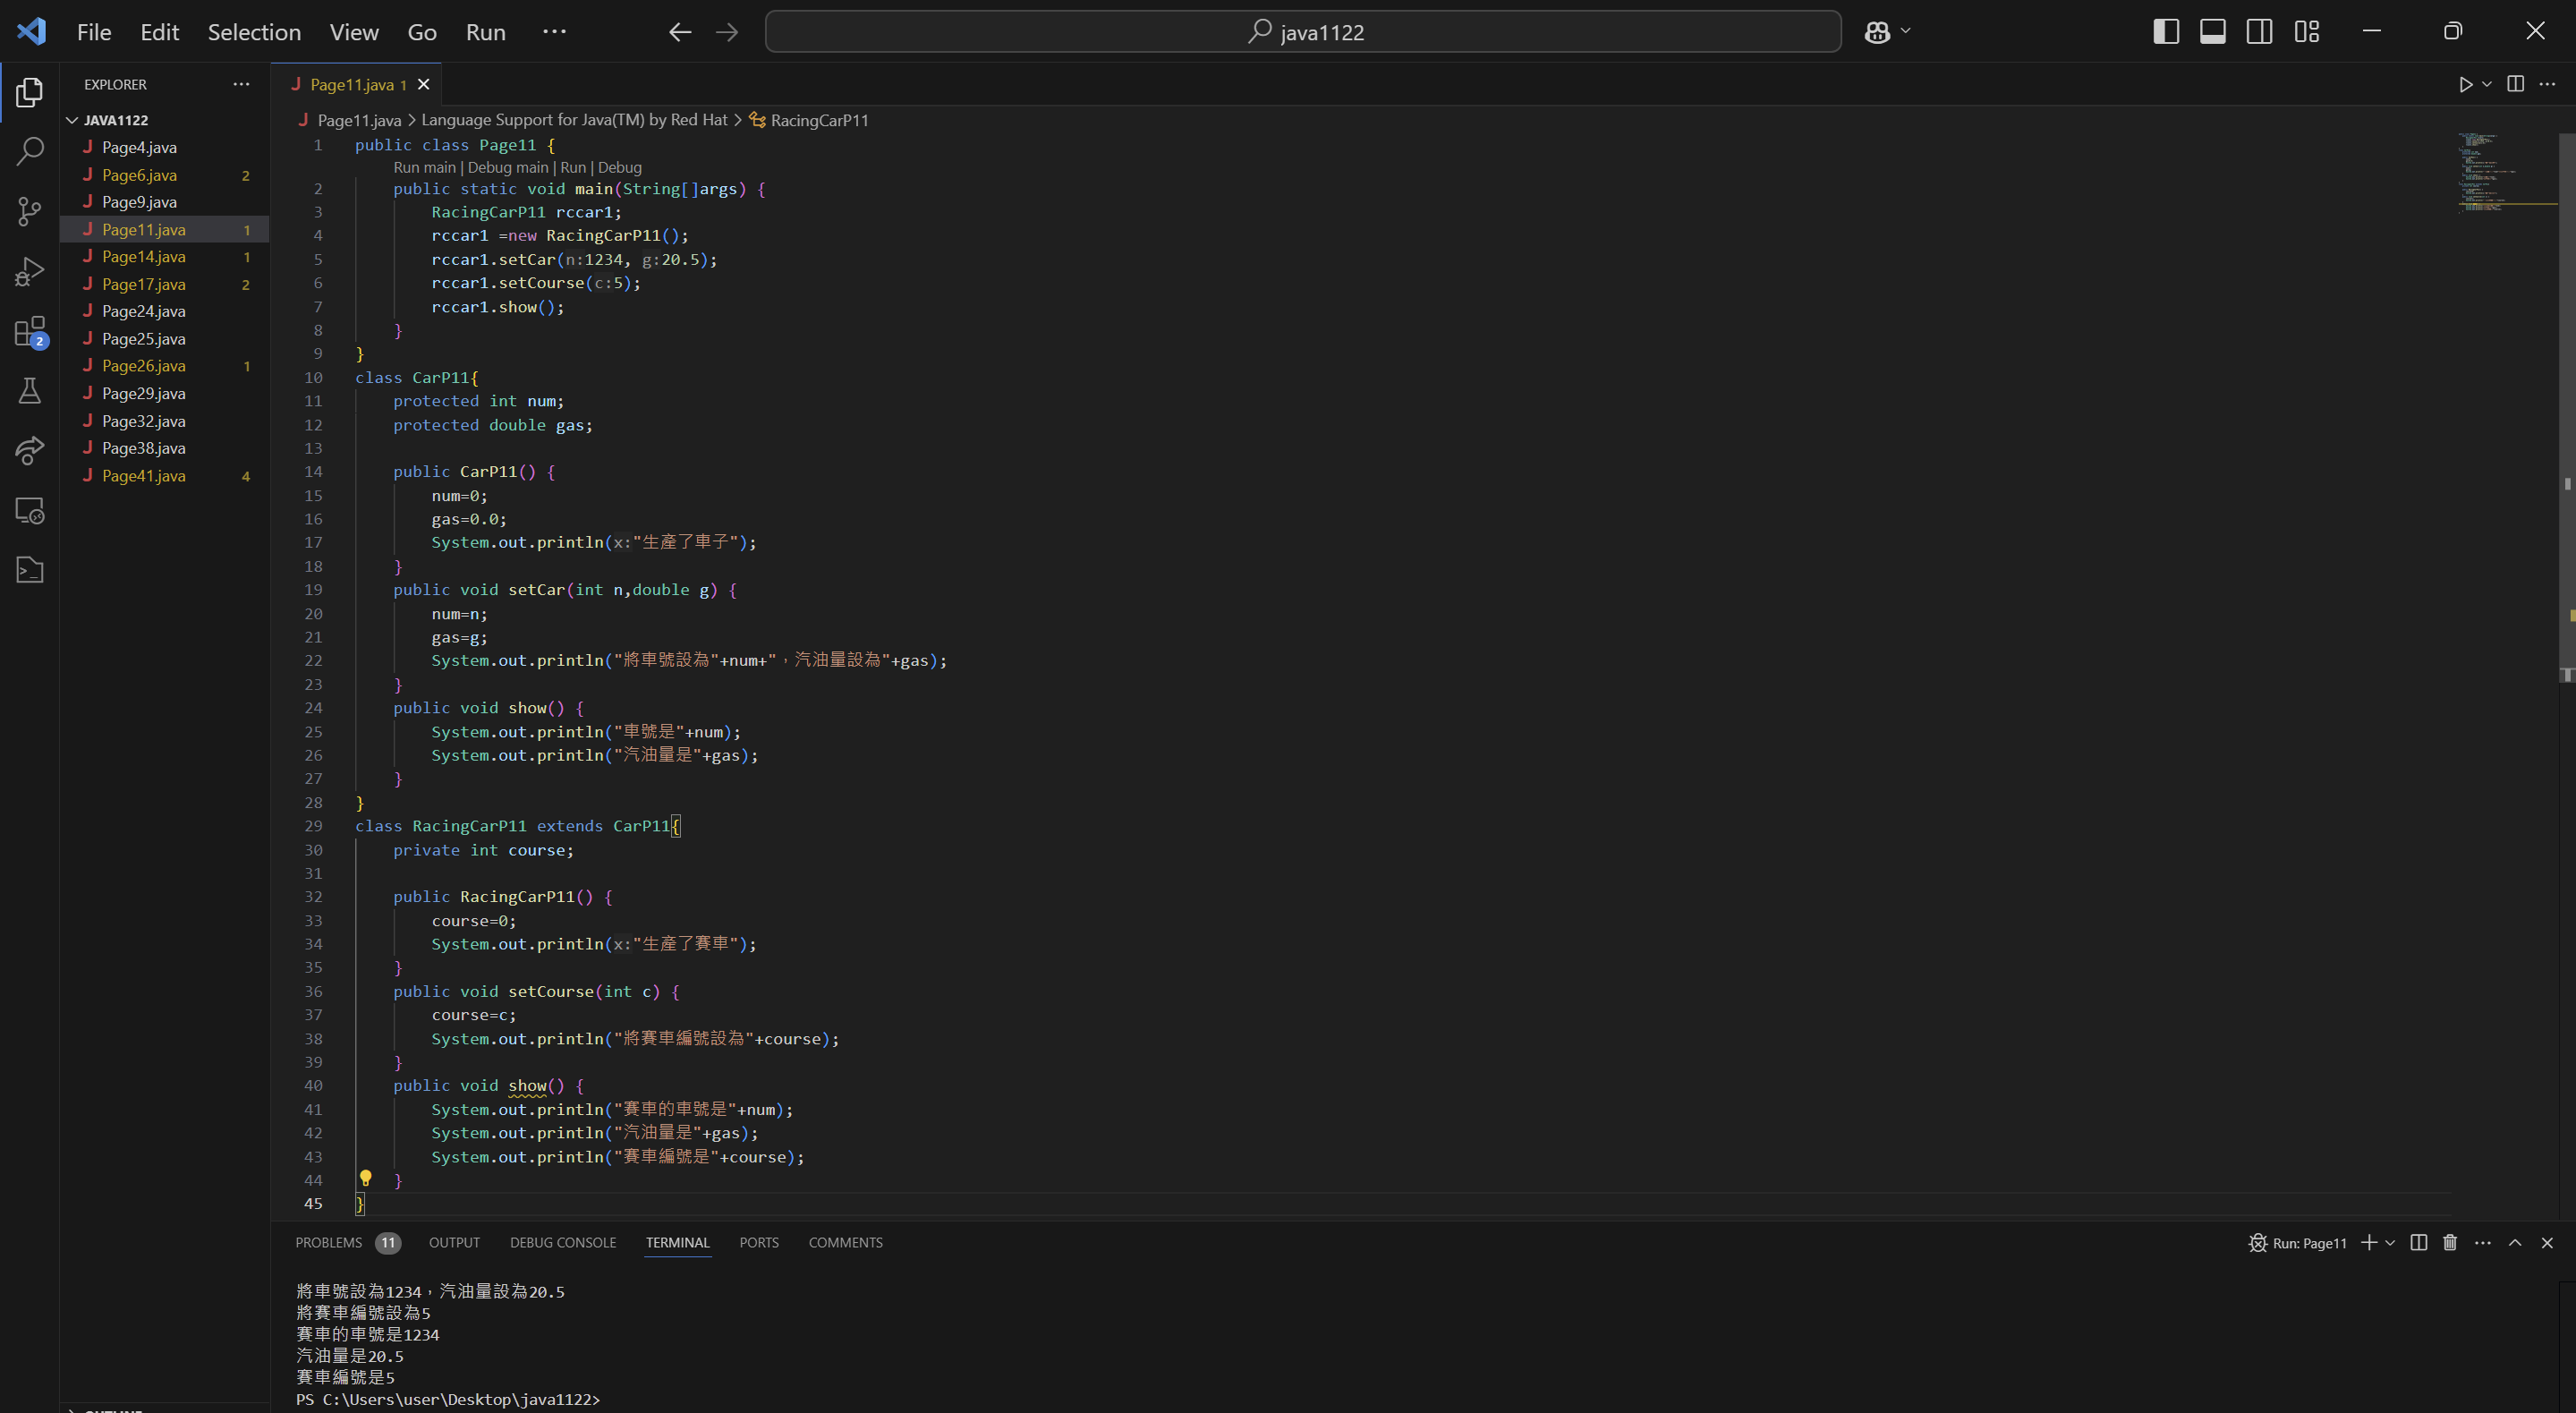 File Edit Selection View Go Run ··· java1122
EXPLORER ···
JAVA1122
J Page4.java
J Page6.java 2
J Page9.java
J Page11.java 1
J Page14.java 1
J Page17.java 2
J Page24.java
J Page25.java
J Page26.java 1
J Page29.java
J Page32.java
J Page38.java
J Page41.java 4
2
J Page11.java 1
J Page11.java > Language Support for Java(TM) by Red Hat > RacingCarP11
1 public class Page11 {
Run main | Debug main | Run | Debug
2 public static void main(String[]args) {
3 RacingCarP11 rccar1;
4 rccar1 =new RacingCarP11();
5 rccar1.setCar(n:1234, g:20.5);
6 rccar1.setCourse(c:5);
7 rccar1.show();
8 }
9 }
10 class CarP11{
11 protected int num;
12 protected double gas;
13
14 public CarP11() {
15 num=0;
16 gas=0.0;
17 System.out.println(x:"生產了車子");
18 }
19 public void setCar(int n,double g) {
20 num=n;
21 gas=g;
22 System.out.println("將車號設為"+num+"，汽油量設為"+gas);
23 }
24 public void show() {
25 System.out.println("車號是"+num);
26 System.out.println("汽油量是"+gas);
27 }
28 }
29 class RacingCarP11 extends CarP11{
30 private int course;
31
32 public RacingCarP11() {
33 course=0;
34 System.out.println(x:"生產了賽車");
35 }
36 public void setCourse(int c) {
37 course=c;
38 System.out.println("將賽車編號設為"+course);
39 }
40 public void show() {
41 System.out.println("賽車的車號是"+num);
42 System.out.println("汽油量是"+gas);
43 System.out.println("賽車編號是"+course);
44 }
45 }
PROBLEMS 11 OUTPUT DEBUG CONSOLE TERMINAL PORTS COMMENTS Run: Page11
將車號設為1234，汽油量設為20.5
將賽車編號設為5
賽車的車號是1234
汽油量是20.5
賽車編號是5
PS C:\Users\user\Desktop\java1122>